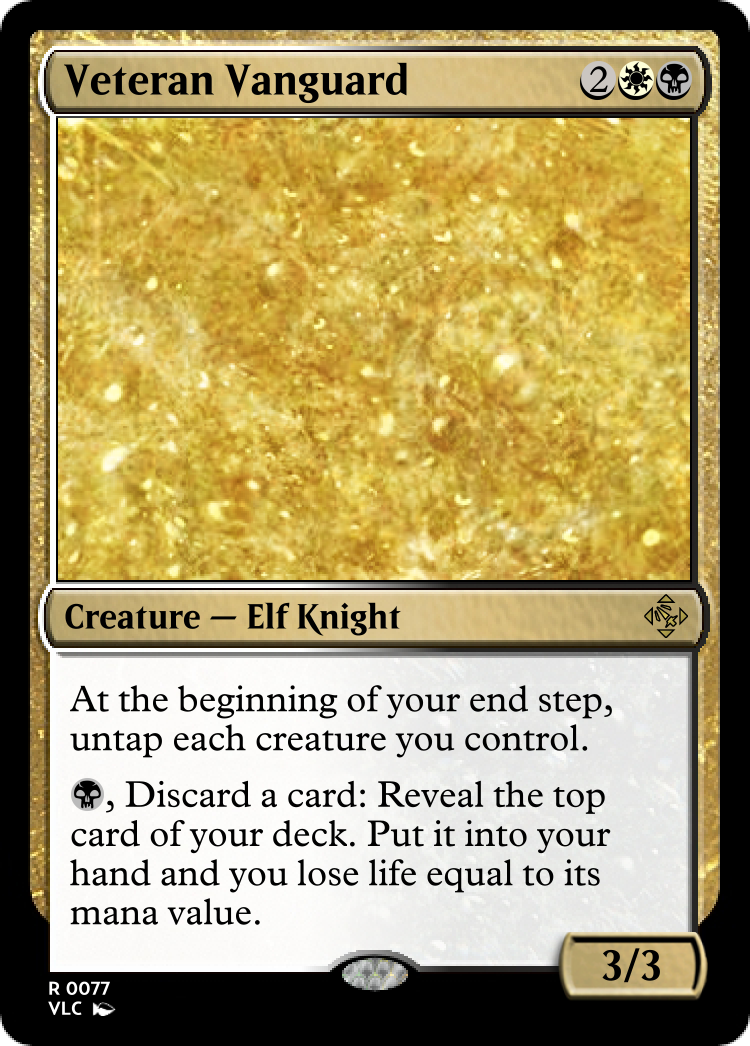 Veteran Vanguard 2
Creature — Elf Knight
At the beginning of your end step,
untap each creature you control.
, Discard a card: Reveal the top
card of your deck. Put it into your
hand and you lose life equal to its
mana value.
3/3
R 0077
VLC